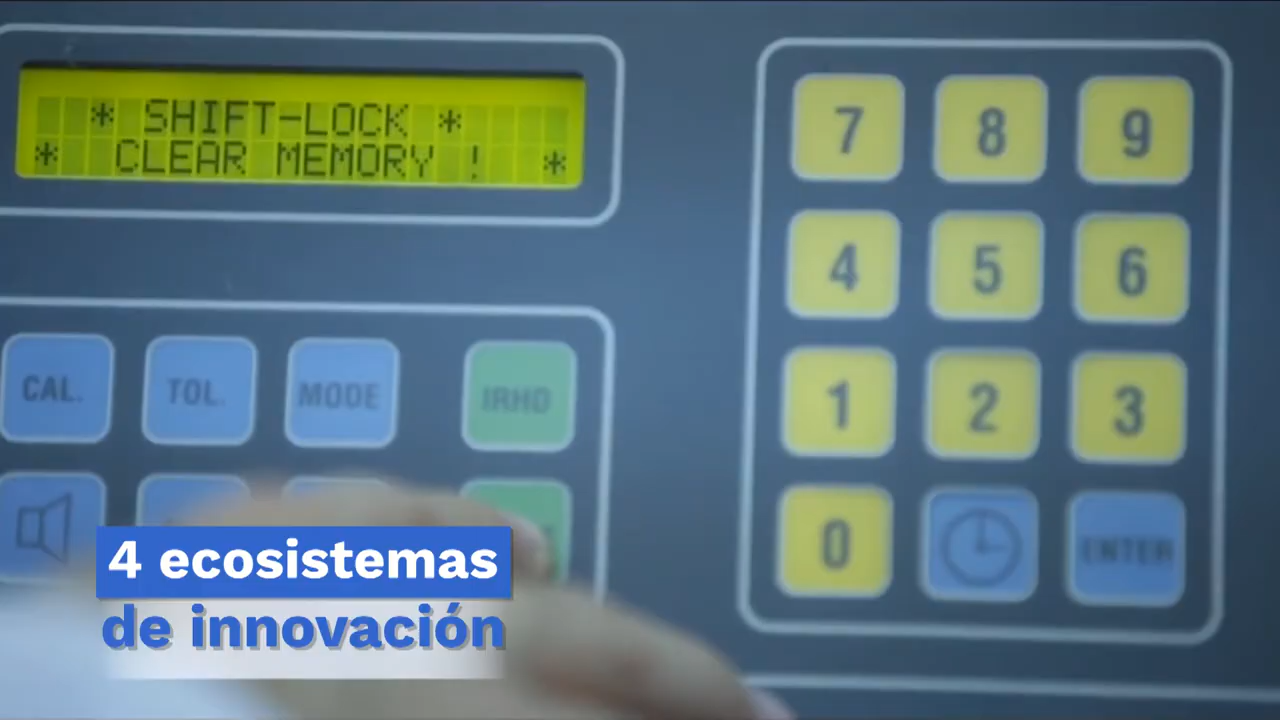 * SHIFT-LOCK *
* CLEAR MEMORY ! *
7 8 9
4 5 6
CAL. TOL. MODE IRHD
1 2 3
0 ENTER
4 ecosistemas
de innovación